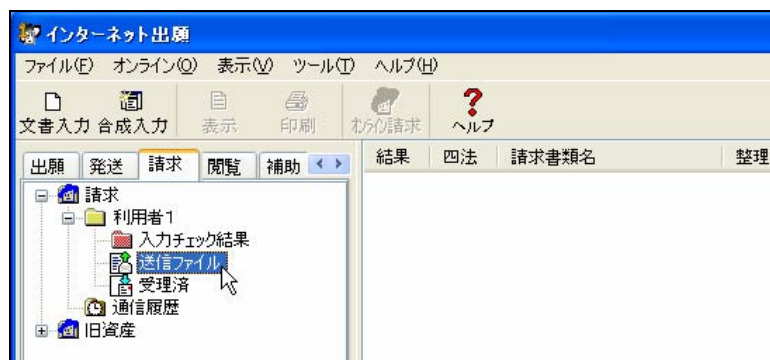 インターネット出願
ファイル(F) オンライン(O) 表示(V) ツール(T) ヘルプ(H)
文書入力 合成入力 表示 印刷 オンライン請求 ヘルプ
出願 発送 請求 閲覧 補助
結果 四法 請求書類名 整理
請求
利用者1
入力チェック結果
送信ファイル
受理済
通信履歴
旧資産